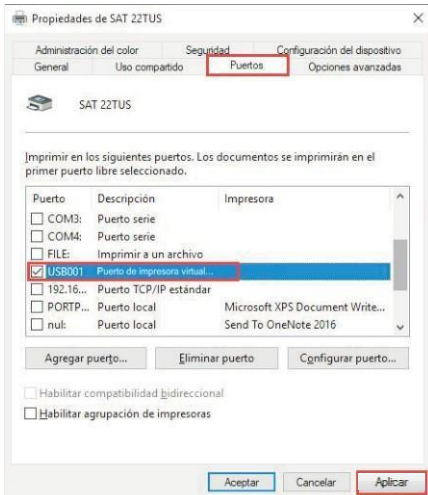 Propiedades de SAT 22TUS
Administración del color Seguridad Configuración del dispositivo
General Uso compartido Puertos Opciones avanzadas
SAT 22TUS
Imprimir en los siguientes puertos. Los documentos se imprimirán en el
primer puerto libre seleccionado.
Puerto Descripción Impresora
COM3: Puerto serie
COM4: Puerto serie
FILE: Imprimir a un archivo
USB001 Puerto de impresora virtual...
192.16... Puerto TCP/IP estándar
PORTP... Puerto local Microsoft XPS Document Write...
nul: Puerto local Send To OneNote 2016
Agregar puerto... Eliminar puerto Configurar puerto...
Habilitar compatibilidad bidireccional
Habilitar agrupación de impresoras
Aceptar Cancelar Aplicar